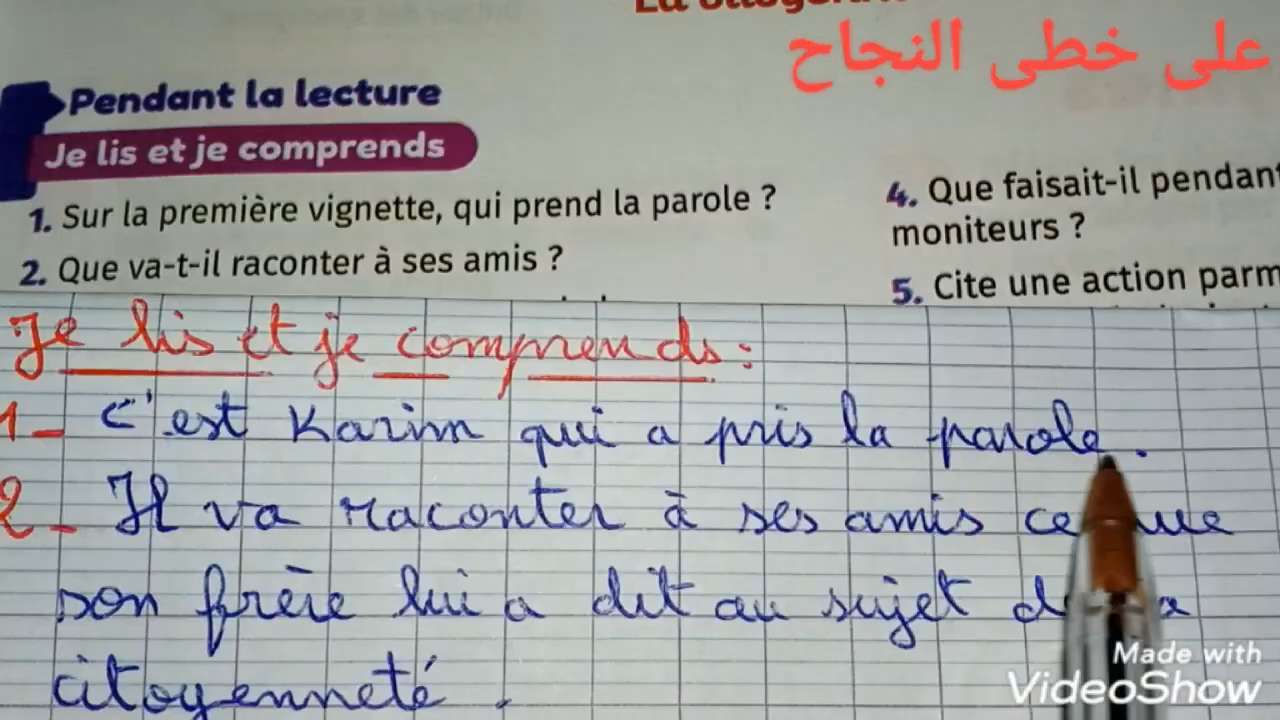 على خطى النجاح
Pendant la lecture
Je lis et je comprends
1. Sur la première vignette, qui prend la parole ?
2. Que va-t-il raconter à ses amis ?
4. Que faisait-il pendant
moniteurs ?
5. Cite une action parm
Je lis et je comprends:
1_ C'est Karim qui a pris la parole.
2_ Il va raconter à ses amis ce
son frère lui a dit au sujet
citoyenneté.
Made with
VideoShow